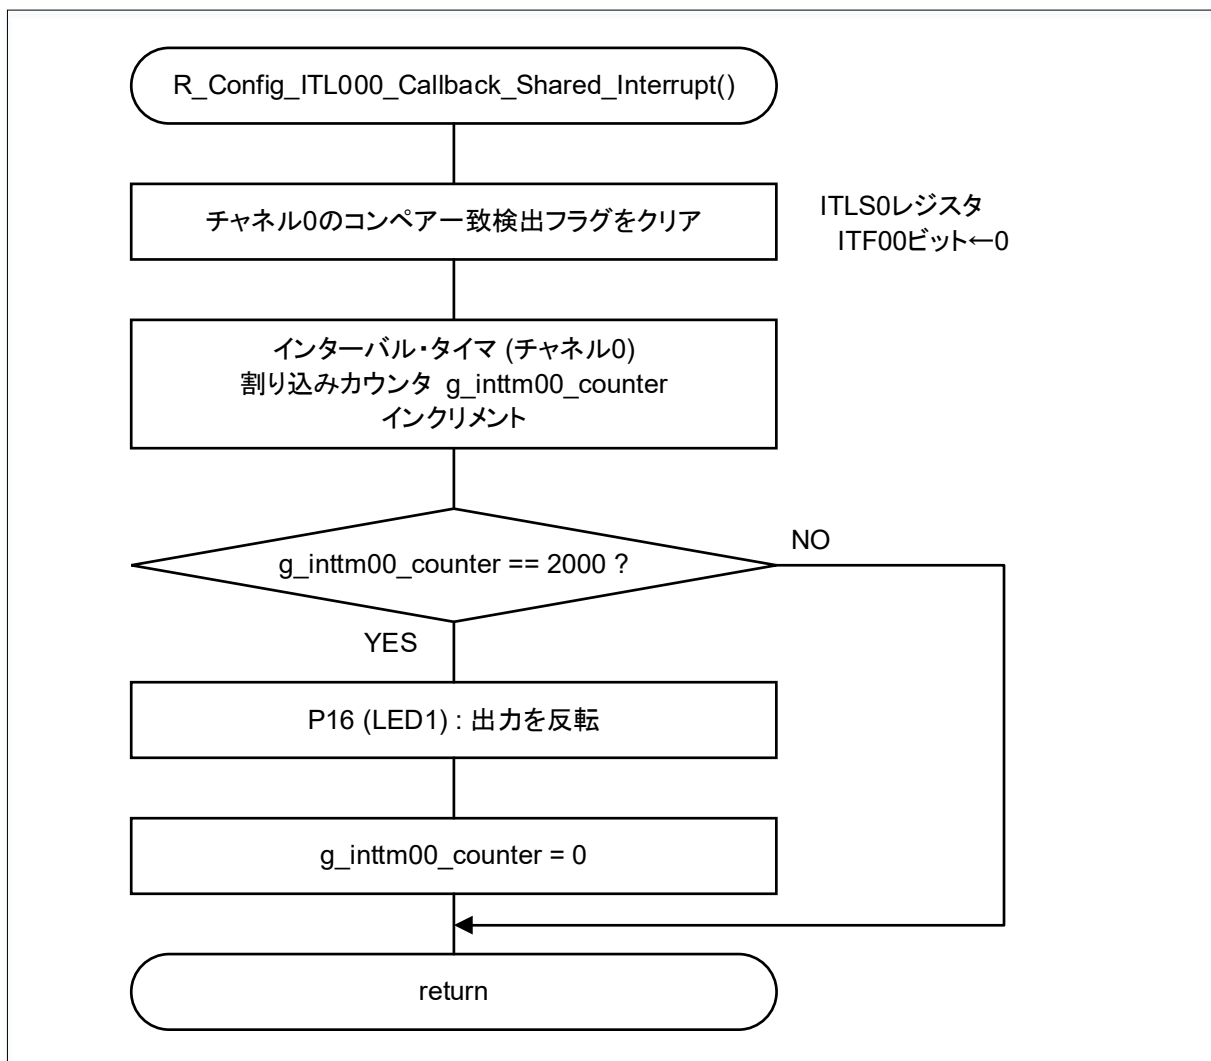 R_Config_ITL000_Callback_Shared_Interrupt()
チャネル0のコンペアー致検出フラグをクリア
ITLS0レジスタ
ITF00ビット←0
インターバル・タイマ (チャネル0)
割り込みカウンタ g_inttm00_counter
インクリメント
g_inttm00_counter == 2000 ?
NO
YES
P16 (LED1) : 出力を反転
g_inttm00_counter = 0
return